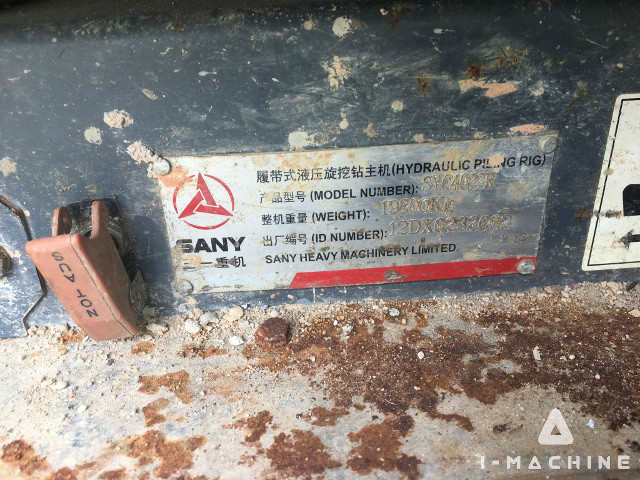 履带式液压旋挖钻主机(HYDRAULIC PILING RIG)
产品型号(MODEL NUMBER):
整机重量(WEIGHT):
出厂编号(ID NUMBER):
SANY HEAVY MACHINERY LIMITED
SANY
三一重机
I-MACHINE